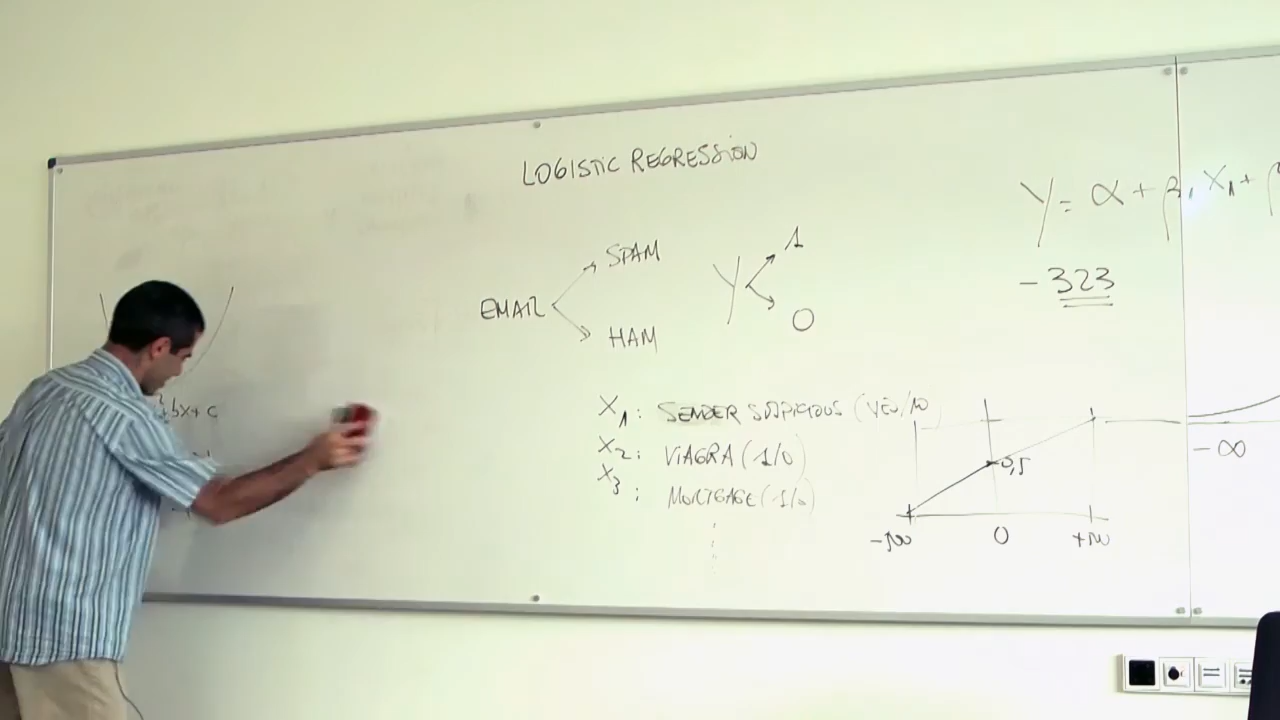 LOGISTIC REGRESSION
Y = α + β₁ X₁ + β
-323
EMAIL
SPAM
HAM
Y
1
0
+bx + c
X₁ : SENDER SUSPICIOUS (YES/NO)
X₂ : VIAGRA (1/0)
X₃ : MORTGAGE (1/0)
0,5
0
-∞